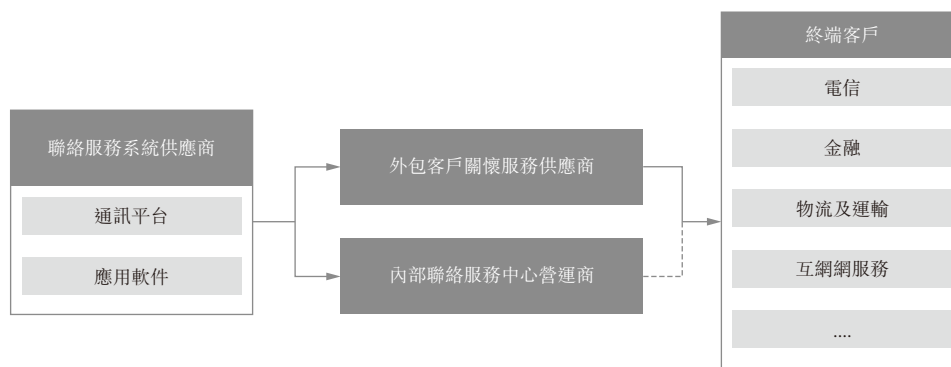 聯絡服務系統供應商
通訊平台
應用軟件
外包客戶關懷服務供應商
內部聯絡服務中心營運商
終端客戶
電信
金融
物流及運輸
互網網服務
....